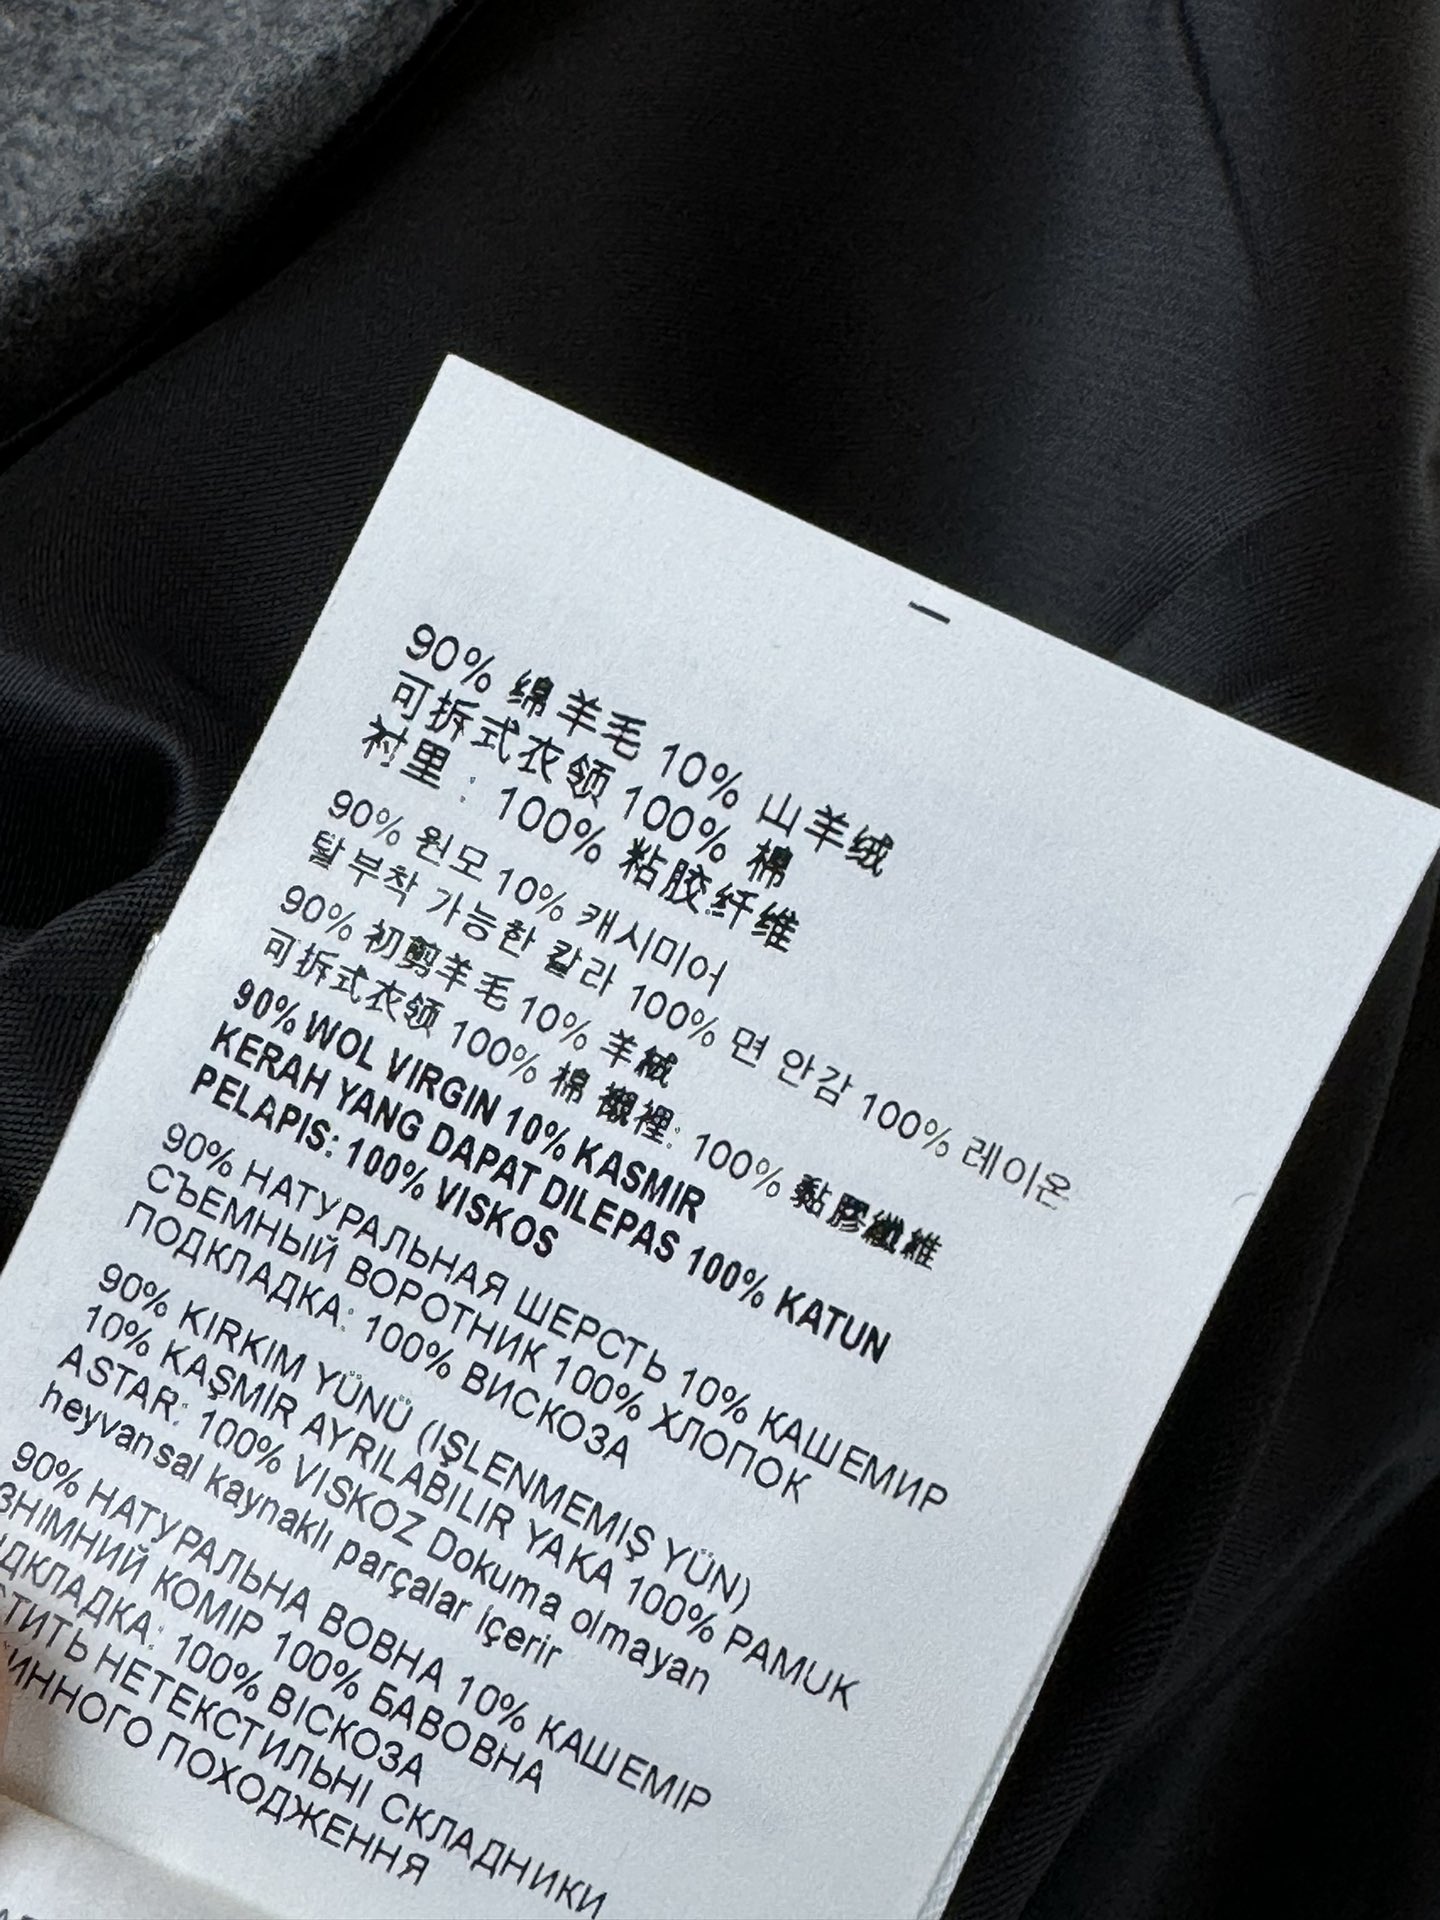 90% 绵羊毛 10% 山羊绒
可拆式衣领 100% 棉
衬里: 100% 粘胶纤维
90% 원모 10% 캐시미어
탈부착 가능한 칼라 100% 면 안감 100% 레이온
90% 初剪羊毛 10% 羊絨
可拆式衣领 100% 棉 襯裡: 100% 黏膠纖維
90% WOL VIRGIN 10% KASMIR
KERAH YANG DAPAT DILEPAS 100% KATUN
PELAPIS: 100% VISKOS
90% НАТУРАЛЬНАЯ ШЕРСТЬ 10% КАШЕМИР
СЪЕМНЫЙ ВОРОТНИК 100% ХЛОПОК
ПОДКЛАДКА: 100% ВИСКОЗА
90% KIRKIM YÜNÜ (IŞLENMEMIŞ YÜN)
10% KAŞMIR AYRILABILIR YAKA 100% PAMUK
ASTAR: 100% VISKOZ Dokuma olmayan
heyvansal kaynaklı parçalar içerir
90% НАТУРАЛЬНА ВОВНА 10% КАШЕМІР
ЗНІМНИЙ КОМІР 100% БАВОВНА
ДКЛАДКА: 100% ВІСКОЗА
ТИТЬ НЕТЕКСТИЛЬНІ СКЛАДНИКИ
ИННОГО ПОХОДЖЕННЯ